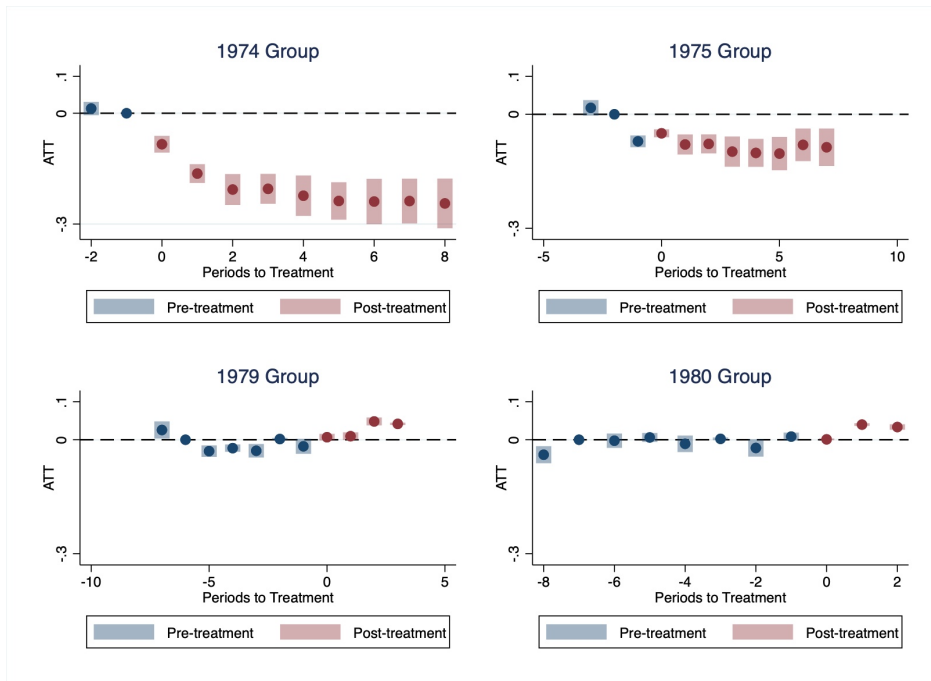 1974 Group
.1
0
-.3
ATT
-2 0 2 4 6 8
Periods to Treatment
Pre-treatment Post-treatment
1975 Group
.1
0
-.3
ATT
-5 0 5 10
Periods to Treatment
Pre-treatment Post-treatment
1979 Group
.1
0
-.3
ATT
-10 -5 0 5
Periods to Treatment
Pre-treatment Post-treatment
1980 Group
.1
0
-.3
ATT
-8 -6 -4 -2 0 2
Periods to Treatment
Pre-treatment Post-treatment